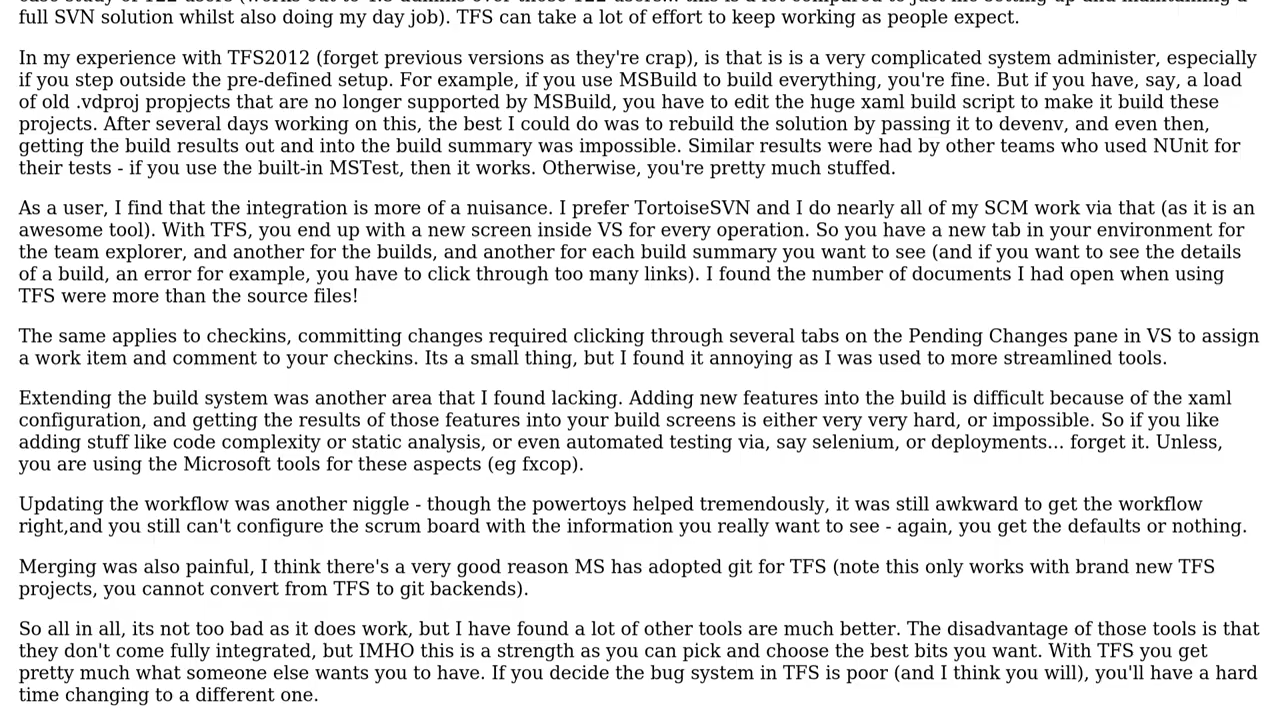 full SVN solution whilst also doing my day job). TFS can take a lot of effort to keep working as people expect.
In my experience with TFS2012 (forget previous versions as they're crap), is that is is a very complicated system administer, especially
if you step outside the pre-defined setup. For example, if you use MSBuild to build everything, you're fine. But if you have, say, a load
of old .vdproj propjects that are no longer supported by MSBuild, you have to edit the huge xaml build script to make it build these
projects. After several days working on this, the best I could do was to rebuild the solution by passing it to devenv, and even then,
getting the build results out and into the build summary was impossible. Similar results were had by other teams who used NUnit for
their tests - if you use the built-in MSTest, then it works. Otherwise, you're pretty much stuffed.
As a user, I find that the integration is more of a nuisance. I prefer TortoiseSVN and I do nearly all of my SCM work via that (as it is an
awesome tool). With TFS, you end up with a new screen inside VS for every operation. So you have a new tab in your environment for
the team explorer, and another for the builds, and another for each build summary you want to see (and if you want to see the details
of a build, an error for example, you have to click through too many links). I found the number of documents I had open when using
TFS were more than the source files!
The same applies to checkins, committing changes required clicking through several tabs on the Pending Changes pane in VS to assign
a work item and comment to your checkins. Its a small thing, but I found it annoying as I was used to more streamlined tools.
Extending the build system was another area that I found lacking. Adding new features into the build is difficult because of the xaml
configuration, and getting the results of those features into your build screens is either very very hard, or impossible. So if you like
adding stuff like code complexity or static analysis, or even automated testing via, say selenium, or deployments... forget it. Unless,
you are using the Microsoft tools for these aspects (eg fxcop).
Updating the workflow was another niggle - though the powertoys helped tremendously, it was still awkward to get the workflow
right,and you still can't configure the scrum board with the information you really want to see - again, you get the defaults or nothing.
Merging was also painful, I think there's a very good reason MS has adopted git for TFS (note this only works with brand new TFS
projects, you cannot convert from TFS to git backends).
So all in all, its not too bad as it does work, but I have found a lot of other tools are much better. The disadvantage of those tools is that
they don't come fully integrated, but IMHO this is a strength as you can pick and choose the best bits you want. With TFS you get
pretty much what someone else wants you to have. If you decide the bug system in TFS is poor (and I think you will), you'll have a hard
time changing to a different one.